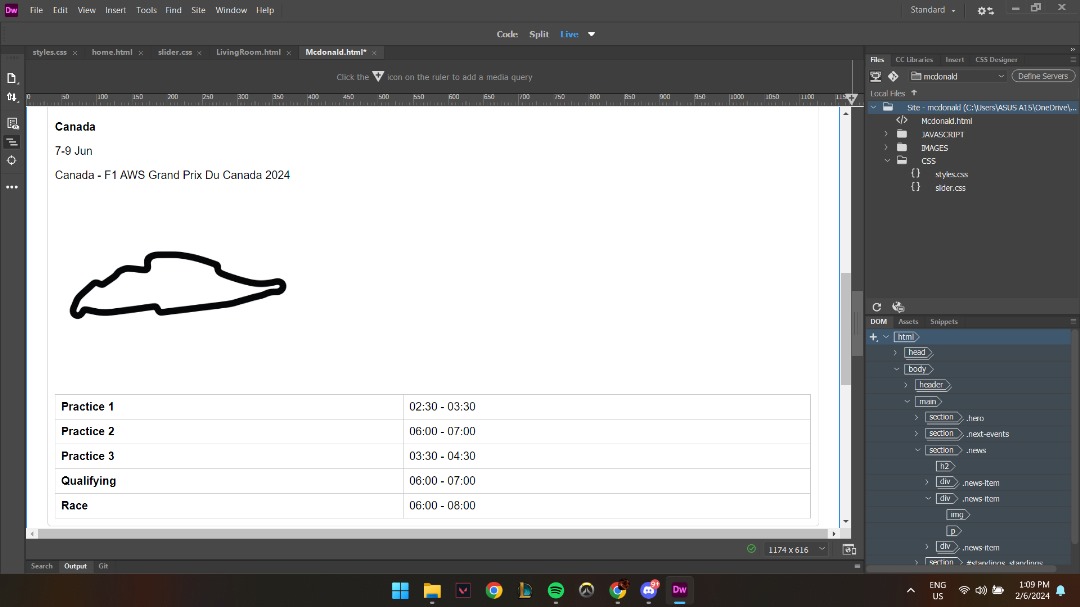 Dw File Edit View Insert Tools Find Site Window Help Standard
Code Split Live
styles.css × home.html × slider.css × LivingRoom.html × Mcdonald.html* ×
Click the icon on the ruler to add a media query
0 50 100 150 200 250 300 350 400 450 500 550 600 650 700 750 800 850 900 950 1000 1050 1100
Canada
7-9 Jun
Canada - F1 AWS Grand Prix Du Canada 2024
Practice 1 02:30 - 03:30
Practice 2 06:00 - 07:00
Practice 3 03:30 - 04:30
Qualifying 06:00 - 07:00
Race 06:00 - 08:00
1174 x 616
Search Output Git
Files CC Libraries Insert CSS Designer
mcdonald Define Servers
Local Files
Site - mcdonald (C:\Users\ASUS A15\OneDrive\...
</> Mcdonald.html
JAVASCRIPT
IMAGES
CSS
{} styles.css
{} slider.css
DOM Assets Snippets
html
head
body
header
main
section .hero
section .next-events
section .news
h2
div .news-item
div .news-item
img
p
div .news-item
section #standings .standings
Dw
ENG
US
1:09 PM
2/6/2024